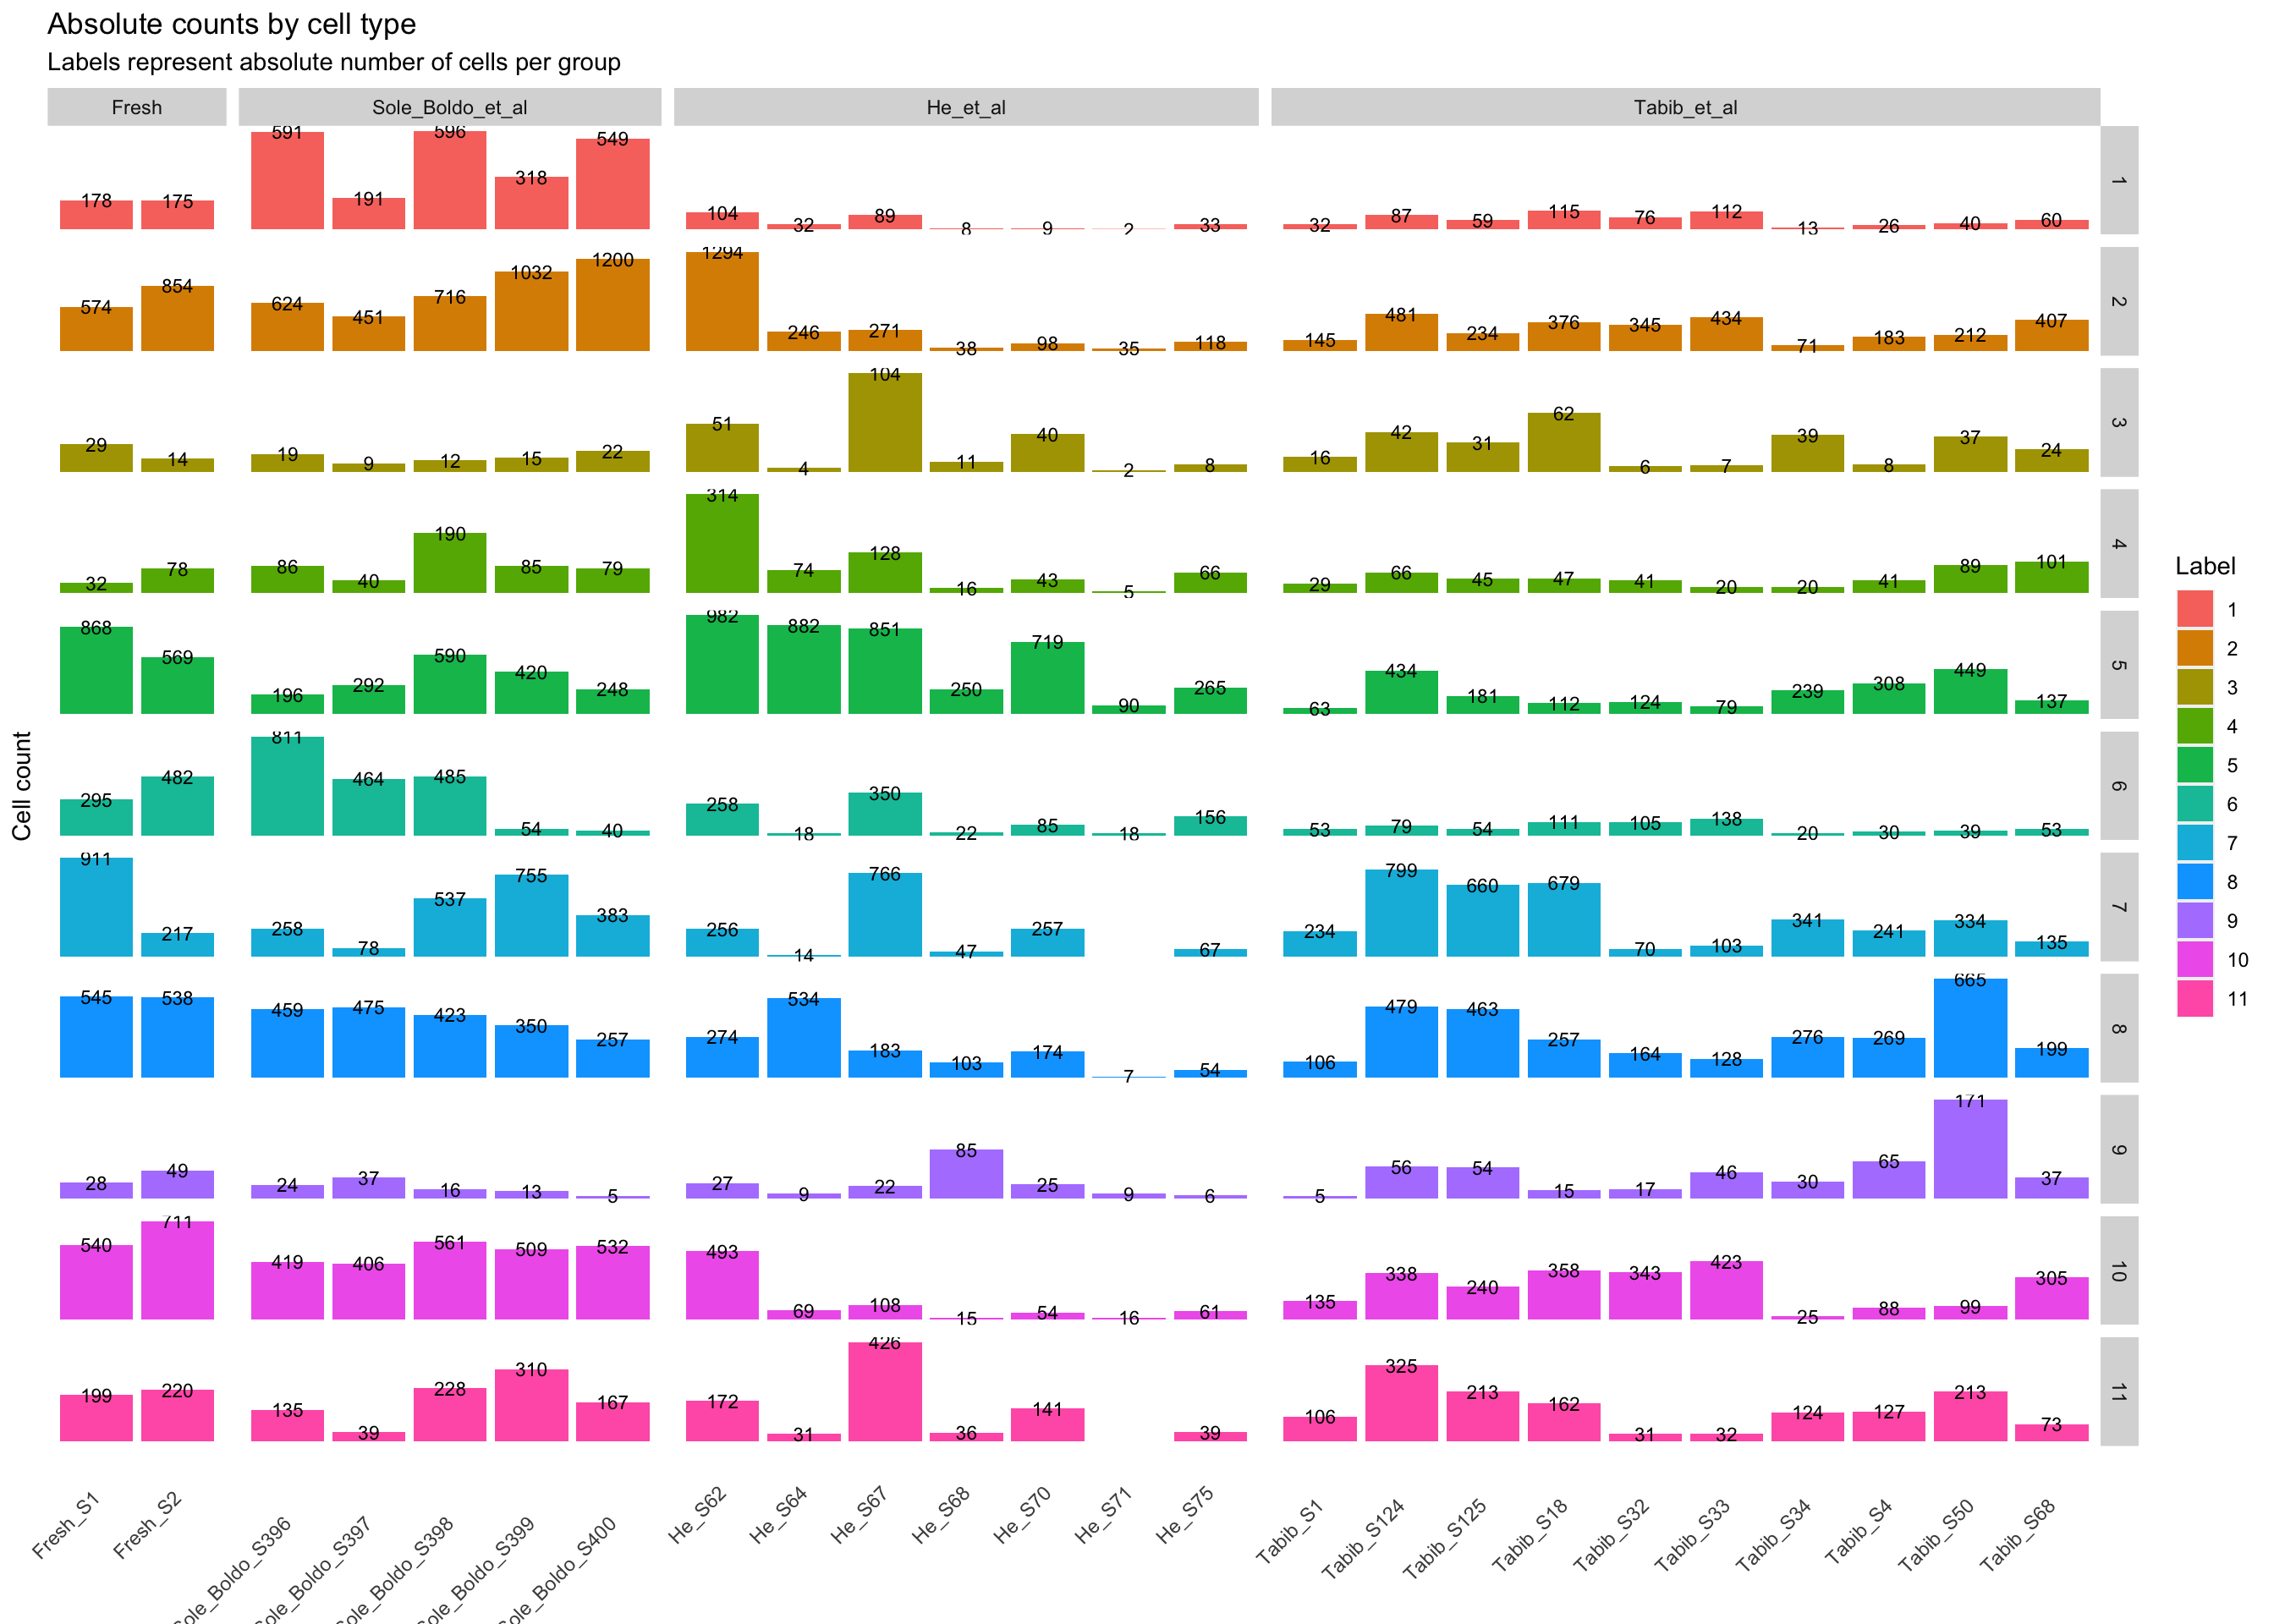 Absolute counts by cell type
Labels represent absolute number of cells per group
Fresh Sole_Boldo_et_al He_et_al Tabib_et_al
178 175 591 191 596 318 549 104 32 89 8 9 2 33 32 87 59 115 76 112 13 26 40 60 1
574 854 624 451 716 1032 1200 1294 246 271 38 98 35 118 145 481 234 376 345 434 71 183 212 407 2
29 14 19 9 12 15 22 51 4 104 11 40 2 8 16 42 31 62 6 7 39 8 37 24 3
32 78 86 40 190 85 79 314 74 128 16 43 5 66 29 66 45 47 41 20 20 41 89 101 4
868 569 196 292 590 420 248 982 882 851 250 719 90 265 63 434 181 112 124 79 239 308 449 137 5
295 482 811 464 485 54 40 258 18 350 22 85 18 156 53 79 54 111 105 138 20 30 39 53 6
911 217 258 78 537 755 383 256 14 766 47 257 67 234 799 660 679 70 103 341 241 334 135 7
545 538 459 475 423 350 257 274 534 183 103 174 7 54 106 479 463 257 164 128 276 269 665 199 8
28 49 24 37 16 13 5 27 9 22 85 25 9 6 5 56 54 15 17 46 30 65 171 37 9
540 711 419 406 561 509 532 493 69 108 15 54 16 61 135 338 240 358 343 423 25 88 99 305 10
199 220 135 39 228 310 167 172 31 426 36 141 39 106 325 213 162 31 32 124 127 213 73 11
Cell count
Fresh_S1
Fresh_S2
Sole_Boldo_S396
Sole_Boldo_S397
Sole_Boldo_S398
Sole_Boldo_S399
Sole_Boldo_S400
He_S62
He_S64
He_S67
He_S68
He_S70
He_S71
He_S75
Tabib_S1
Tabib_S124
Tabib_S125
Tabib_S18
Tabib_S32
Tabib_S33
Tabib_S34
Tabib_S4
Tabib_S50
Tabib_S68
Label
1
2
3
4
5
6
7
8
9
10
11